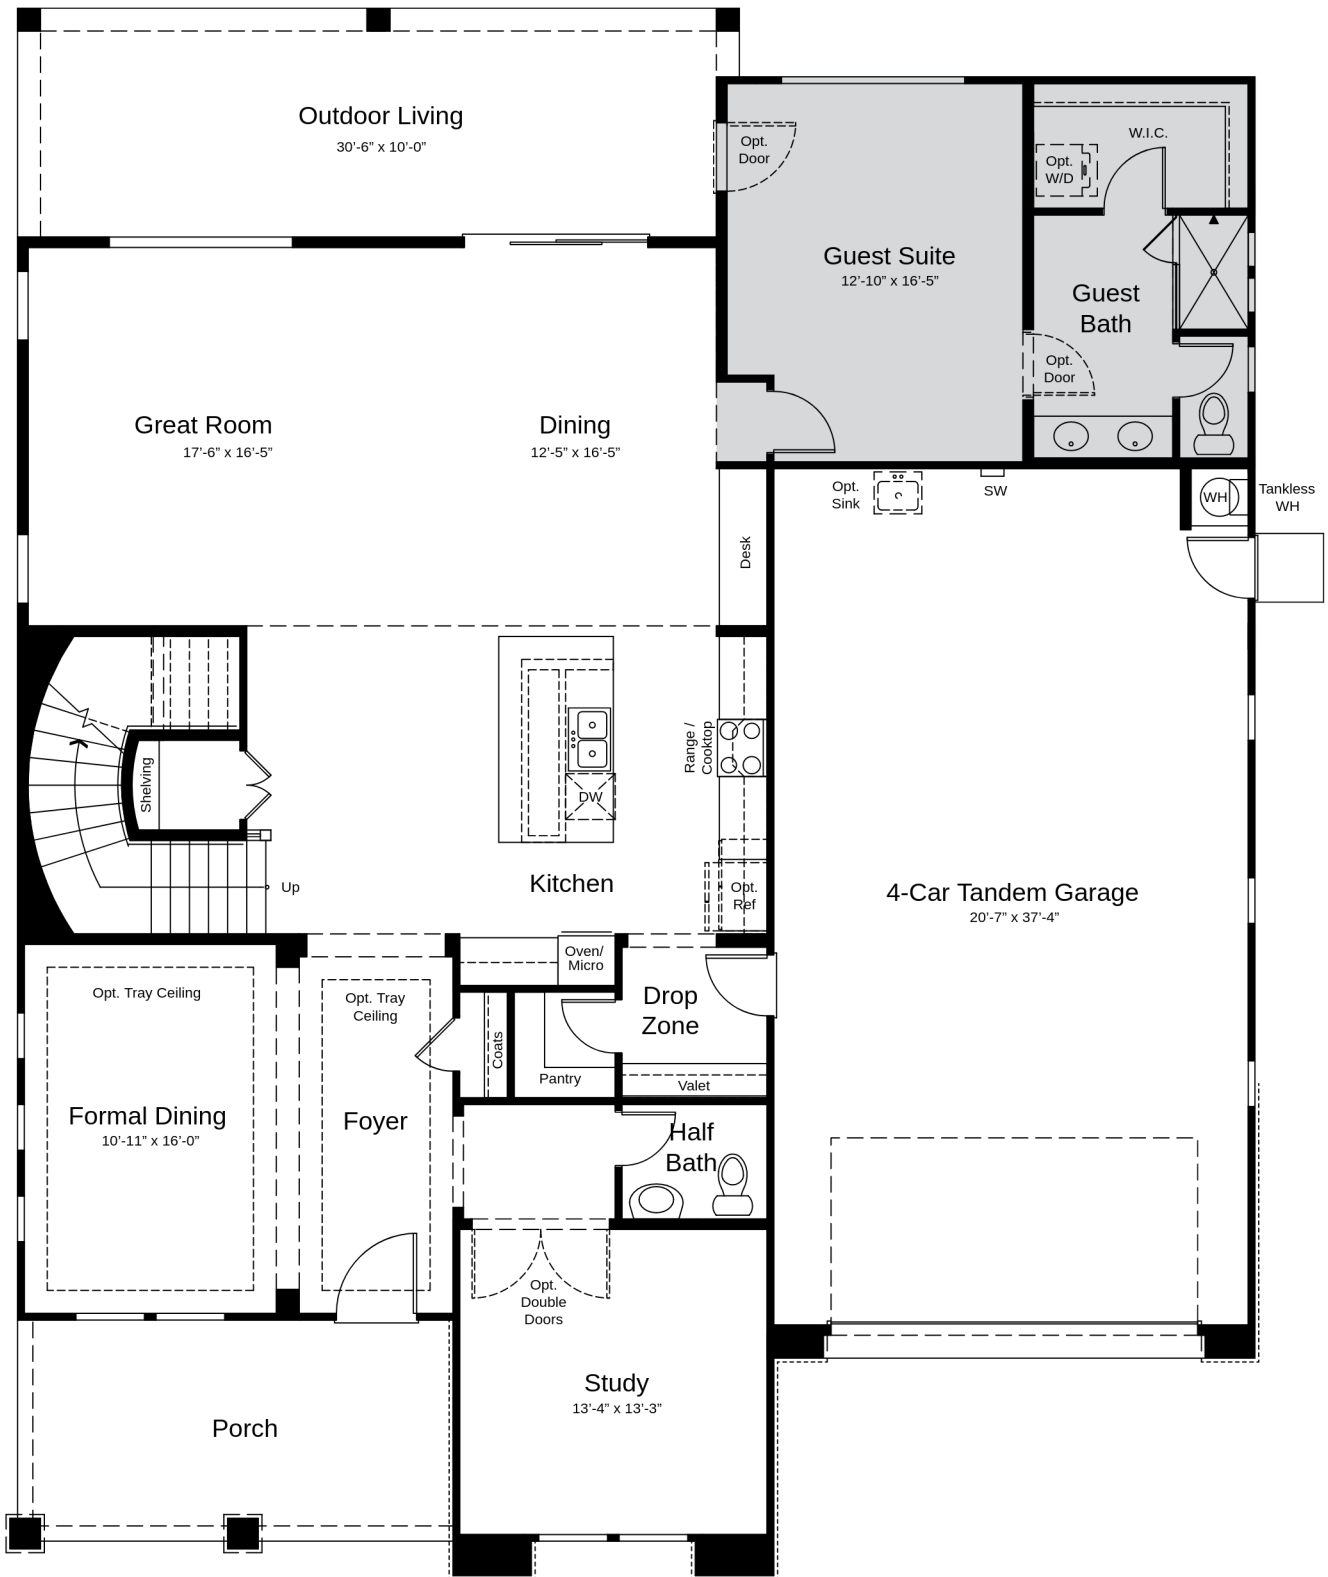 Outdoor Living
30’-6” x 10’-0”
Opt.
Door
W.I.C.
Opt.
W/D
Guest Suite
12’-10” x 16’-5”
Guest
Bath
Opt.
Door
Great Room
17’-6” x 16’-5”
Dining
12’-5” x 16’-5”
Opt.
Sink
SW
WH
Tankless
WH
Desk
Range /
Cooktop
Shelving
DW
Up
Kitchen
Opt.
Ref
4-Car Tandem Garage
20’-7” x 37’-4”
Oven/
Micro
Opt. Tray Ceiling
Opt. Tray
Ceiling
Drop
Zone
Coats
Pantry
Valet
Formal Dining
10’-11” x 16’-0”
Foyer
Half
Bath
Opt.
Double
Doors
Study
13’-4” x 13’-3”
Porch